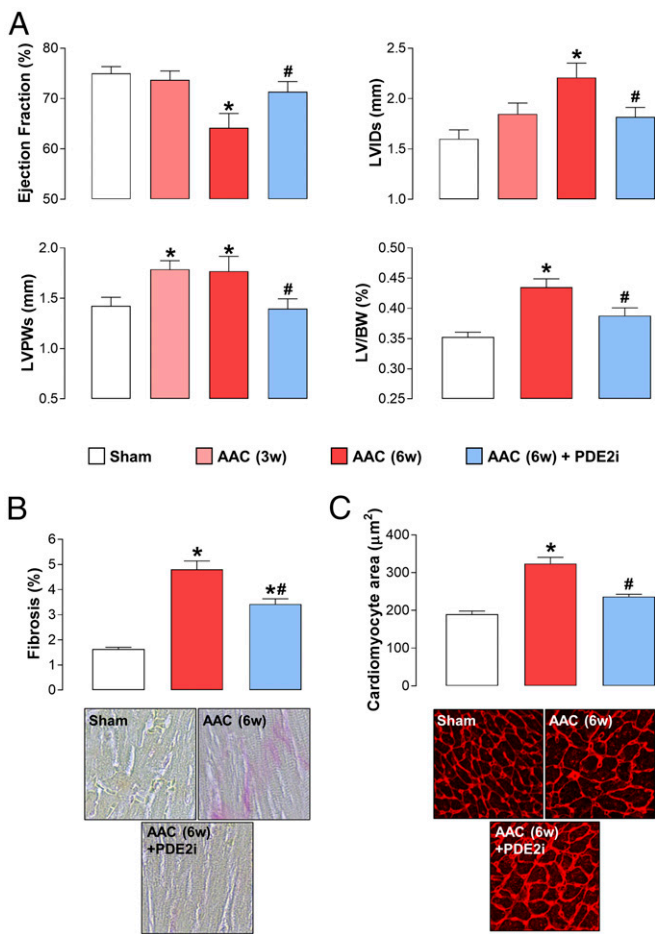 A
Ejection Fraction (%)
80
70
60
50
*
#
LVIDs (mm)
2.5
2.0
1.5
1.0
*
#
LVPWs (mm)
2.0
1.5
1.0
0.5
*
*
#
LV/BW (%)
0.50
0.45
0.40
0.35
0.30
0.25
*
#
Sham
AAC (3w)
AAC (6w)
AAC (6w) + PDE2i
B
Fibrosis (%)
6
5
4
3
2
1
0
*
*#
Sham
AAC (6w)
AAC (6w)
+PDE2i
C
Cardiomyocyte area (μm²)
400
300
200
100
0
*
#
Sham
AAC (6w)
AAC (6w)
+PDE2i